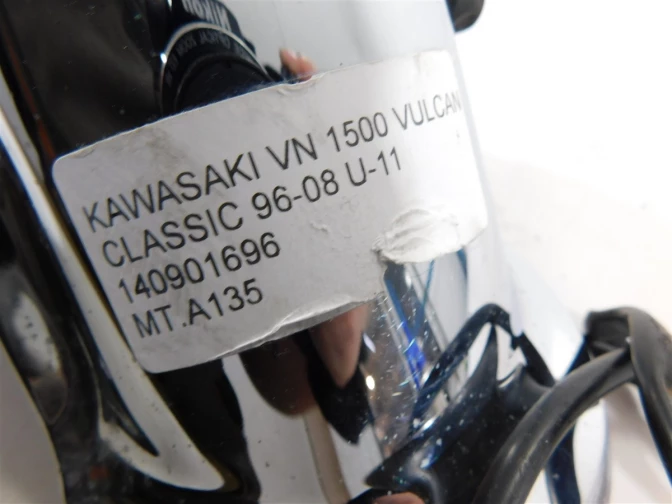 KAWASAKI VN 1500 VULCAN
CLASSIC 96-08 U-11
140901696
MT.A135